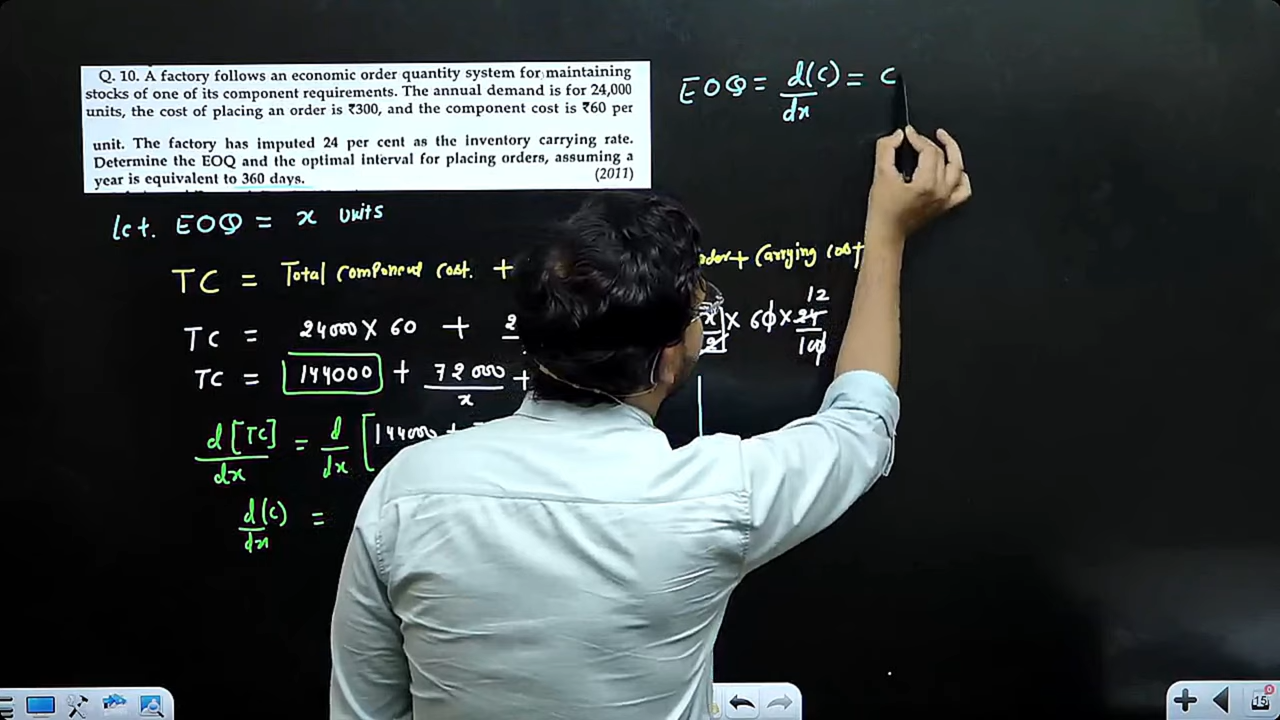 Q. 10. A factory follows an economic order quantity system for maintaining
stocks of one of its component requirements. The annual demand is for 24,000
units, the cost of placing an order is ₹300, and the component cost is ₹60 per
unit. The factory has imputed 24 per cent as the inventory carrying rate.
Determine the EOQ and the optimal interval for placing orders, assuming a
year is equivalent to 360 days.
(2011)
EOQ = d(c)/dx = c
let. EOQ = x units
TC = Total component cost. + + Carrying cost
TC = 24000 X 60 + x/2 X 60 X 24/100
12
TC = 144000 + 72000/x +
d[TC]/dx = d/dx [144000 +
d(c)/dx =
15